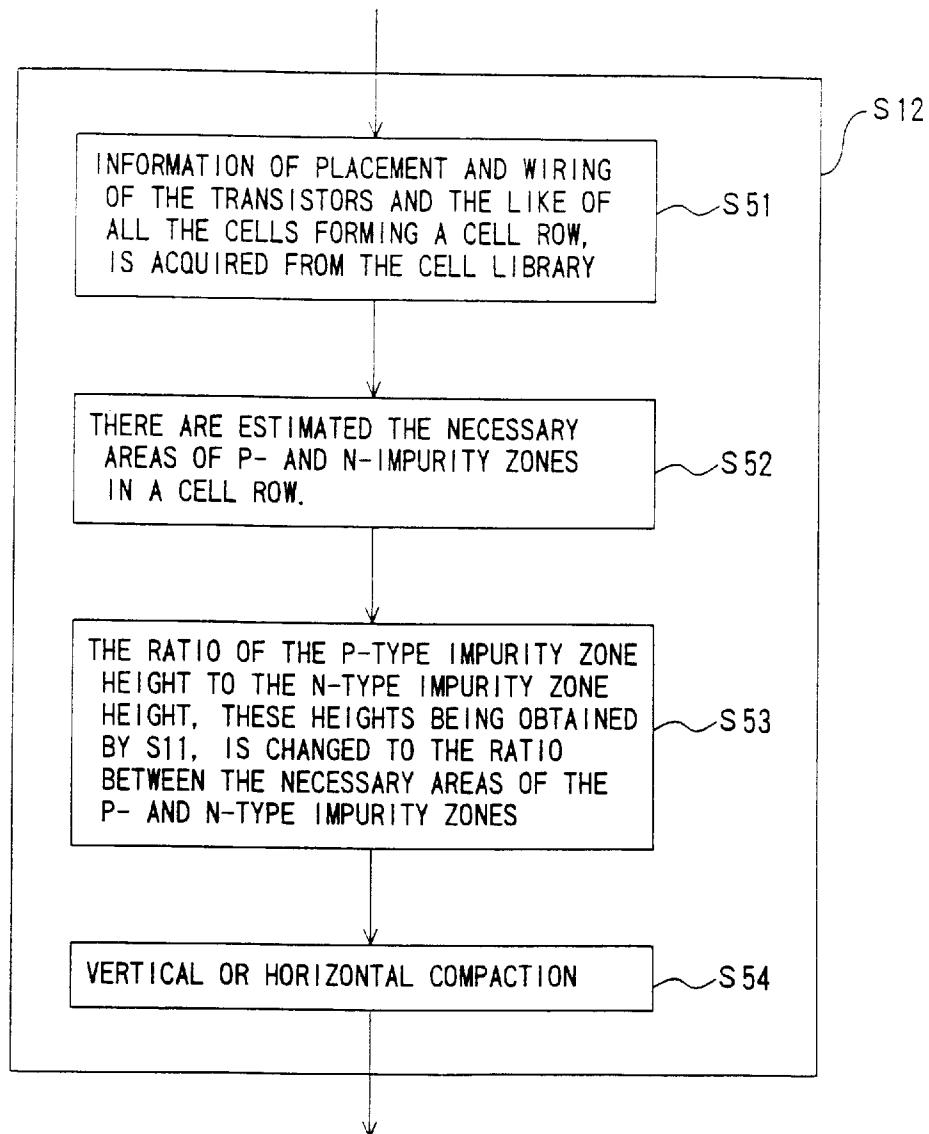 S12
INFORMATION OF PLACEMENT AND WIRING
OF THE TRANSISTORS AND THE LIKE OF
ALL THE CELLS FORMING A CELL ROW,
IS ACQUIRED FROM THE CELL LIBRARY
S51
THERE ARE ESTIMATED THE NECESSARY
AREAS OF P- AND N-IMPURITY ZONES
IN A CELL ROW.
S52
THE RATIO OF THE P-TYPE IMPURITY ZONE
HEIGHT TO THE N-TYPE IMPURITY ZONE
HEIGHT, THESE HEIGHTS BEING OBTAINED
BY S11, IS CHANGED TO THE RATIO
BETWEEN THE NECESSARY AREAS OF THE
P- AND N-TYPE IMPURITY ZONES
S53
VERTICAL OR HORIZONTAL COMPACTION
S54